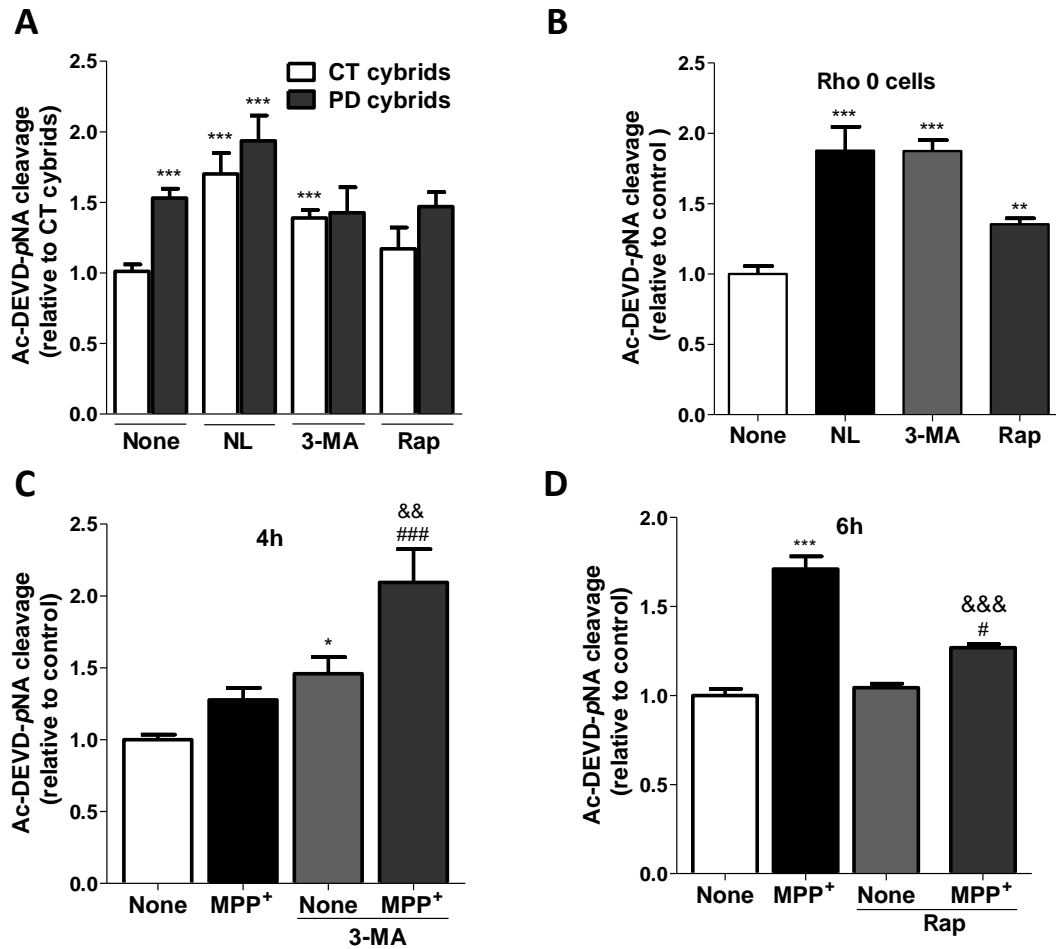 A
Ac-DEVD-pNA cleavage
(relative to CT cybrids)
2.5
2.0
1.5
1.0
0.5
0.0
CT cybrids
PD cybrids
***
***
***
***
None
NL
3-MA
Rap
B
Ac-DEVD-pNA cleavage
(relative to control )
2.5
2.0
1.5
1.0
0.5
0.0
Rho 0 cells
***
***
**
None
NL
3-MA
Rap
C
Ac-DEVD-pNA cleavage
(relative to control)
2.5
2.0
1.5
1.0
0.5
0.0
4h
*
&&
###
None
MPP+
None
MPP+
3-MA
D
Ac-DEVD-pNA cleavage
(relative to control)
2.0
1.5
1.0
0.5
0.0
6h
***
&&&
#
None
MPP+
None
MPP+
Rap